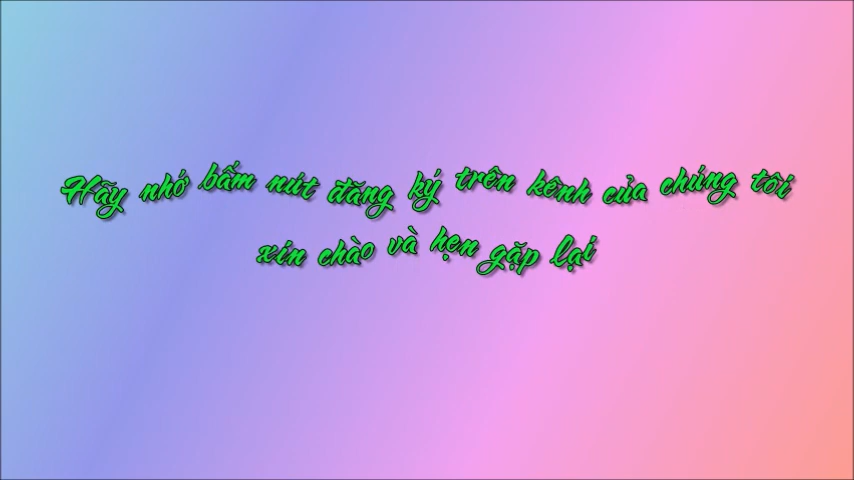 Hãy nhớ bấm nút đăng ký trên kênh của chúng tôi
xin chào và hẹn gặp lại